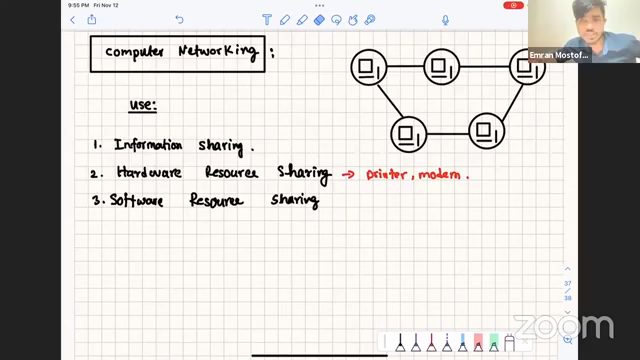 9:55 PM Fri Nov 12
Computer Networking :
Emran Mostof...
use:
1. Information sharing.
2. Hardware Resource Sharing → printer, modem.
3. Software Resource Sharing
37
/
38
zoom